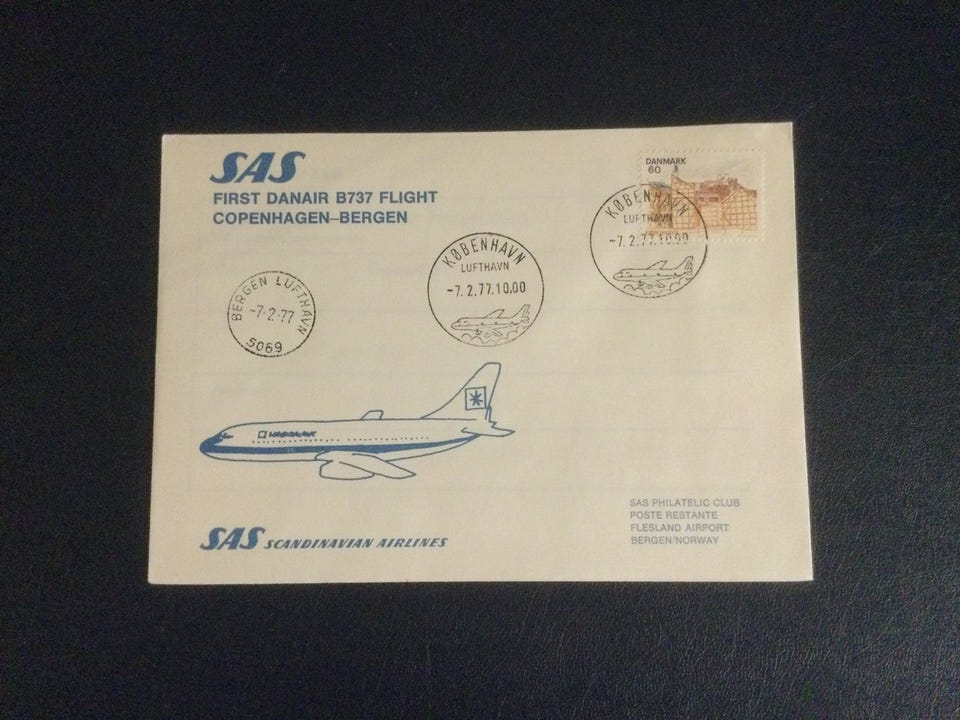 SAS
FIRST DANAIR B737 FLIGHT
COPENHAGEN–BERGEN
DANMARK
60
KØBENHAVN
LUFTHAVN
-7.2.77.10.00
KØBENHAVN
LUFTHAVN
-7.2.77.10.00
BERGEN LUFTHAVN
-7-2-77
5069
SAS SCANDINAVIAN AIRLINES
SAS PHILATELIC CLUB
POSTE RESTANTE
FLESLAND AIRPORT
BERGEN/NORWAY